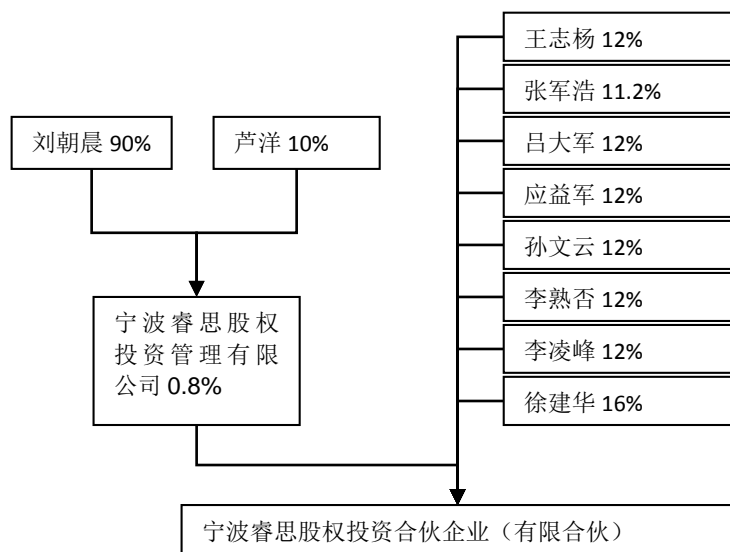 王志杨 12%
张军浩 11.2%
刘朝晨 90%
芦洋 10%
吕大军 12%
应益军 12%
孙文云 12%
李熟否 12%
宁波睿思股权
投资管理有限
公司 0.8%
李凌峰 12%
徐建华 16%
宁波睿思股权投资合伙企业（有限合伙）